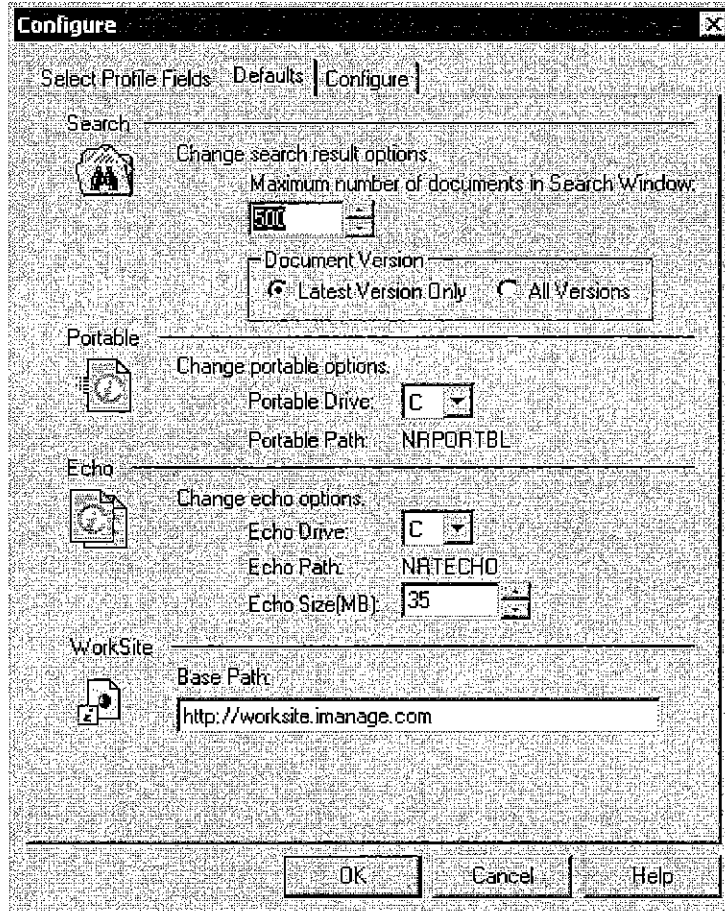 Configure
Select Profile Fields Defaults Configure
Search
Change search result options.
Maximum number of documents in Search Window:
500
Document Version
Latest Version Only All Versions
Portable
Change portable options.
Portable Drive: C
Portable Path: NRPORTBL
Echo
Change echo options.
Echo Drive: C
Echo Path: NRTECHO
Echo Size(MB): 35
WorkSite
Base Path:
http://worksite.imanage.com
OK Cancel Help